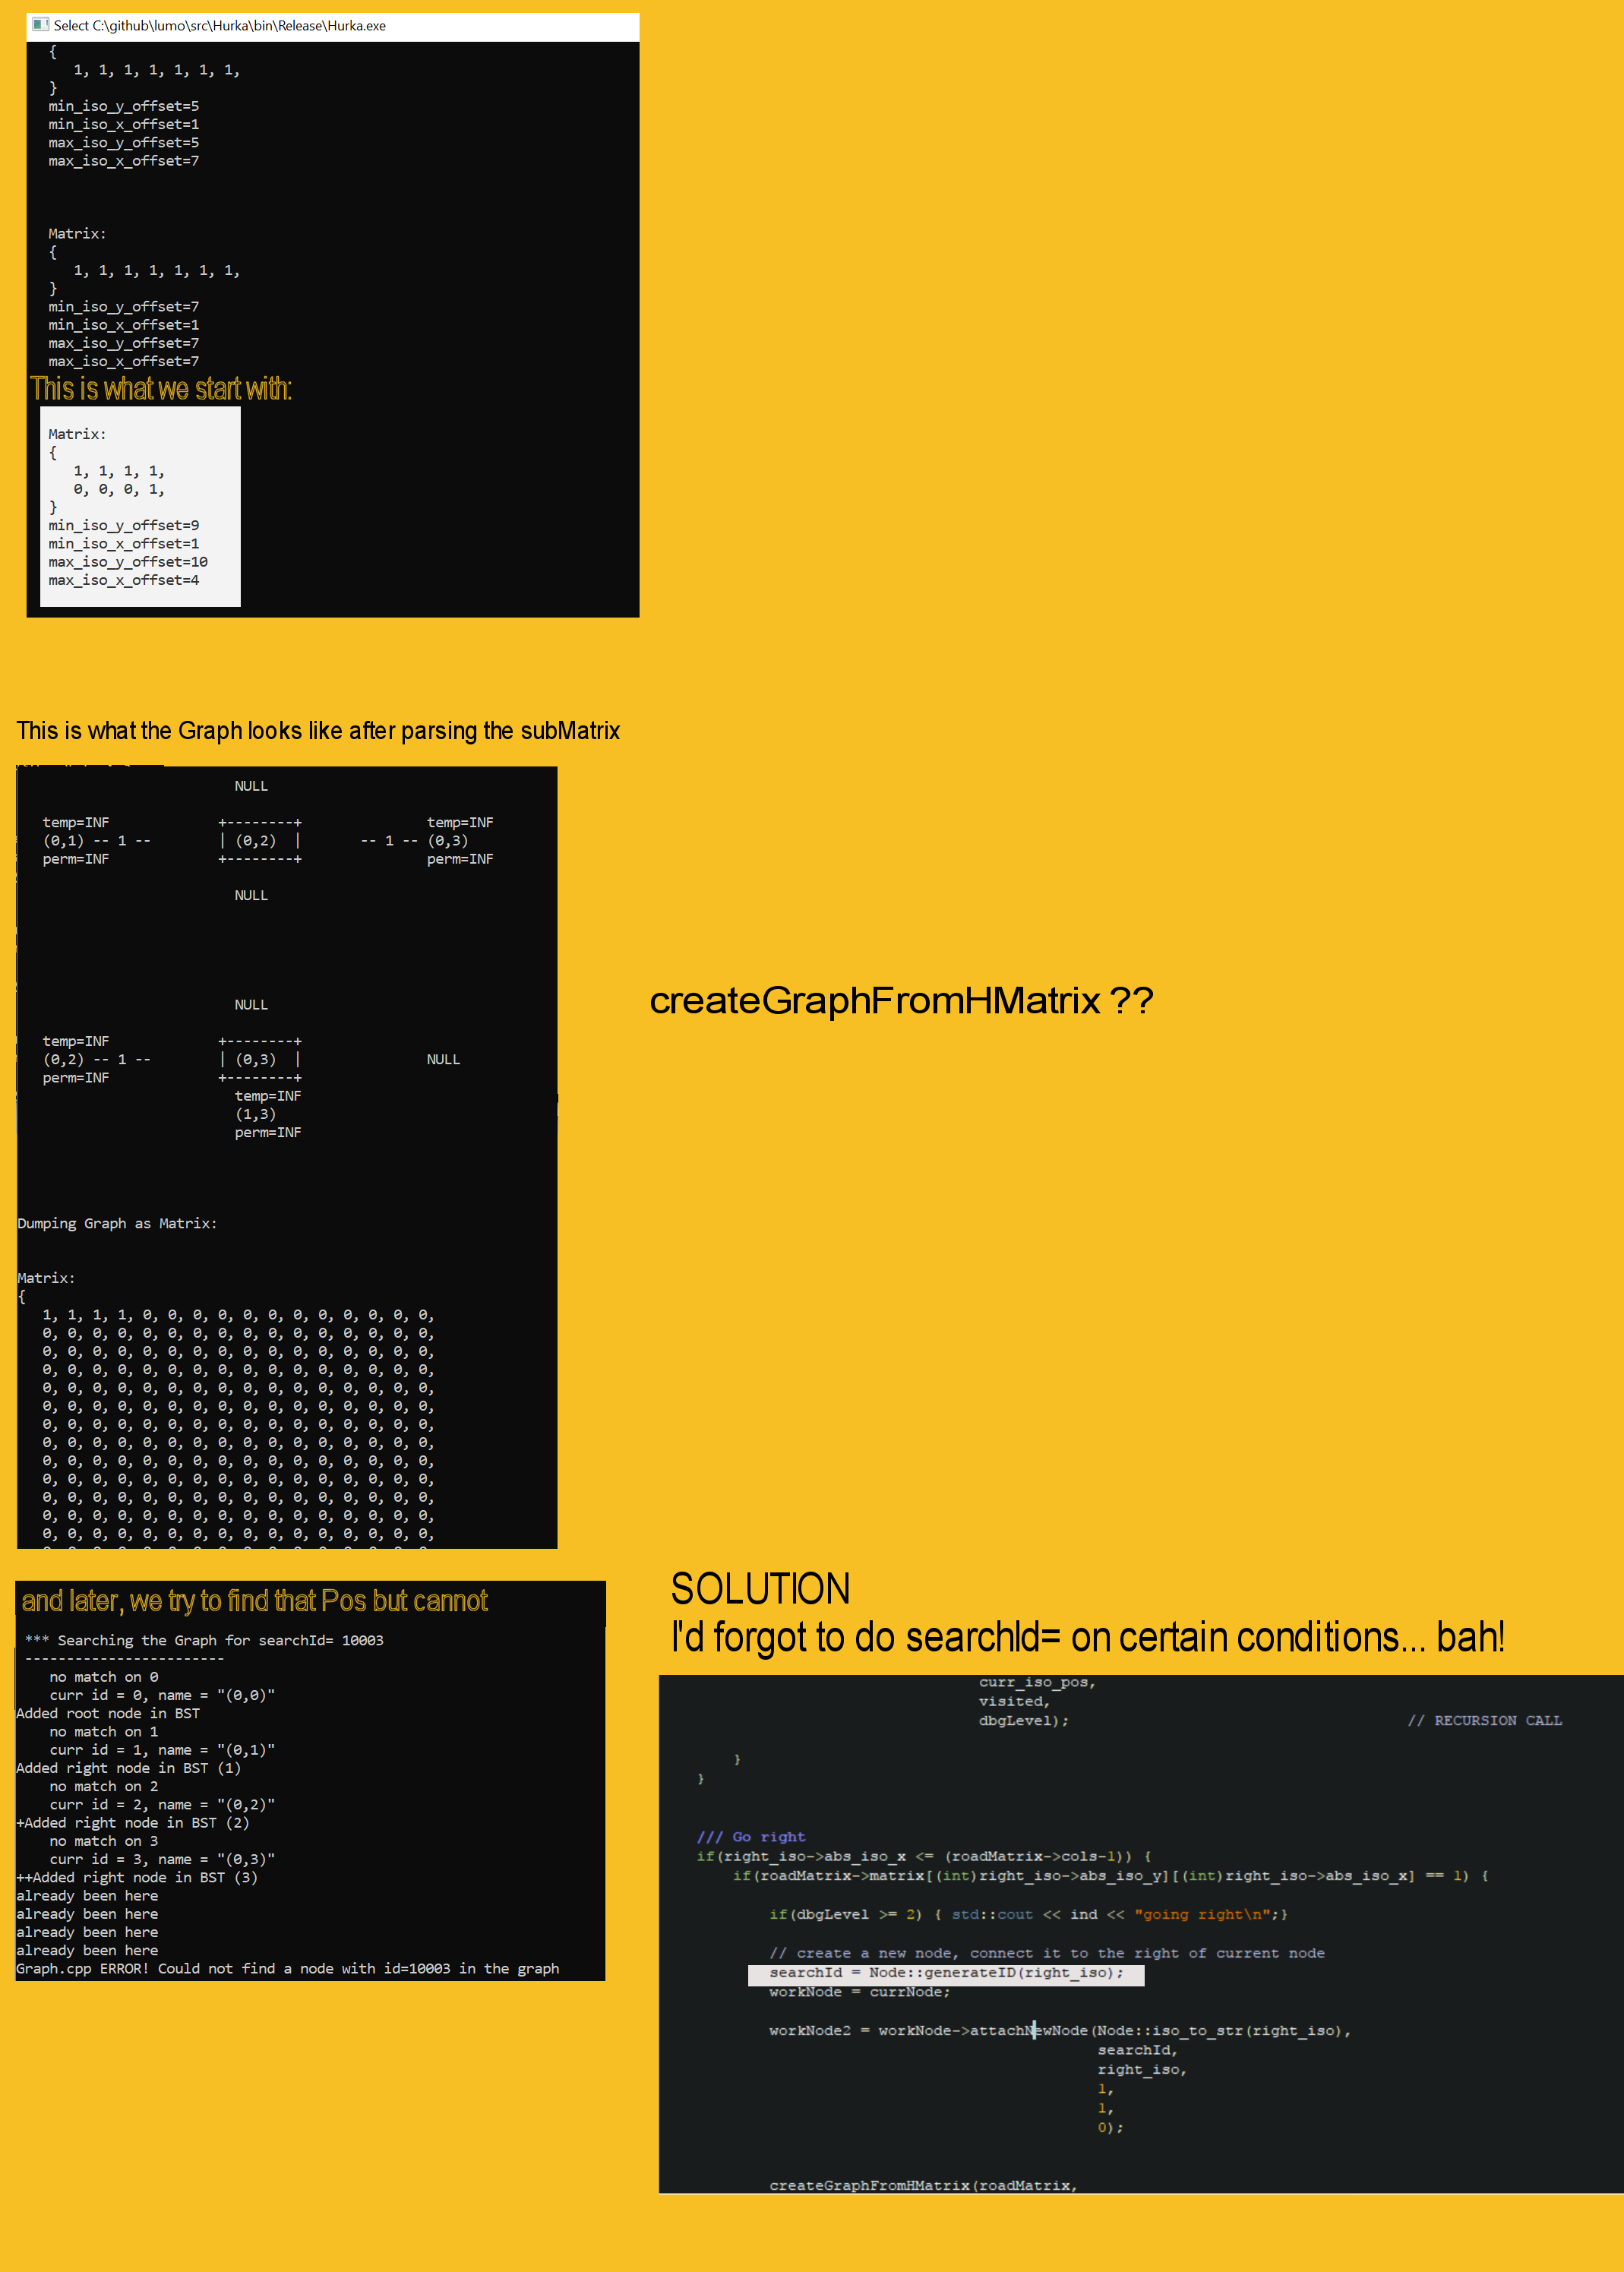 Select C:\github\lumo\src\Hurka\bin\Release\Hurka.exe
{
1, 1, 1, 1, 1, 1, 1,
}
min_iso_y_offset=5
min_iso_x_offset=1
max_iso_y_offset=5
max_iso_x_offset=7
Matrix:
{
1, 1, 1, 1, 1, 1, 1,
}
min_iso_y_offset=7
min_iso_x_offset=1
max_iso_y_offset=7
max_iso_x_offset=7
This is what we start with:
Matrix:
{
1, 1, 1, 1,
0, 0, 0, 1,
}
min_iso_y_offset=9
min_iso_x_offset=1
max_iso_y_offset=10
max_iso_x_offset=4
This is what the Graph looks like after parsing the subMatrix
NULL
temp=INF +--------+ temp=INF
(0,1) -- 1 -- | (0,2) | -- 1 -- (0,3)
perm=INF +--------+ perm=INF
NULL
NULL
temp=INF +--------+
(0,2) -- 1 -- | (0,3) | NULL
perm=INF +--------+
temp=INF
(1,3)
perm=INF
createGraphFromHMatrix ??
Dumping Graph as Matrix:
Matrix:
{
1, 1, 1, 1, 0, 0, 0, 0, 0, 0, 0, 0, 0, 0, 0, 0,
0, 0, 0, 0, 0, 0, 0, 0, 0, 0, 0, 0, 0, 0, 0, 0,
0, 0, 0, 0, 0, 0, 0, 0, 0, 0, 0, 0, 0, 0, 0, 0,
0, 0, 0, 0, 0, 0, 0, 0, 0, 0, 0, 0, 0, 0, 0, 0,
0, 0, 0, 0, 0, 0, 0, 0, 0, 0, 0, 0, 0, 0, 0, 0,
0, 0, 0, 0, 0, 0, 0, 0, 0, 0, 0, 0, 0, 0, 0, 0,
0, 0, 0, 0, 0, 0, 0, 0, 0, 0, 0, 0, 0, 0, 0, 0,
0, 0, 0, 0, 0, 0, 0, 0, 0, 0, 0, 0, 0, 0, 0, 0,
0, 0, 0, 0, 0, 0, 0, 0, 0, 0, 0, 0, 0, 0, 0, 0,
0, 0, 0, 0, 0, 0, 0, 0, 0, 0, 0, 0, 0, 0, 0, 0,
0, 0, 0, 0, 0, 0, 0, 0, 0, 0, 0, 0, 0, 0, 0, 0,
0, 0, 0, 0, 0, 0, 0, 0, 0, 0, 0, 0, 0, 0, 0, 0,
0, 0, 0, 0, 0, 0, 0, 0, 0, 0, 0, 0, 0, 0, 0, 0,
and later, we try to find that Pos but cannot
*** Searching the Graph for searchId= 10003
------------------------
no match on 0
curr id = 0, name = "(0,0)"
Added root node in BST
no match on 1
curr id = 1, name = "(0,1)"
Added right node in BST (1)
no match on 2
curr id = 2, name = "(0,2)"
+Added right node in BST (2)
no match on 3
curr id = 3, name = "(0,3)"
++Added right node in BST (3)
already been here
already been here
already been here
already been here
Graph.cpp ERROR! Could not find a node with id=10003 in the graph
SOLUTION
I'd forgot to do searchId= on certain conditions... bah!
curr_iso_pos,
visited,
dbgLevel); // RECURSION CALL
}
}
/// Go right
if(right_iso->abs_iso_x <= (roadMatrix->cols-1)) {
if(roadMatrix->matrix[(int)right_iso->abs_iso_y][(int)right_iso->abs_iso_x] == 1) {
if(dbgLevel >= 2) { std::cout << ind << "going right\n";}
// create a new node, connect it to the right of current node
searchId = Node::generateID(right_iso);
workNode = currNode;
workNode2 = workNode->attachNewNode(Node::iso_to_str(right_iso),
searchId,
right_iso,
1,
1,
0);
createGraphFromHMatrix(roadMatrix,